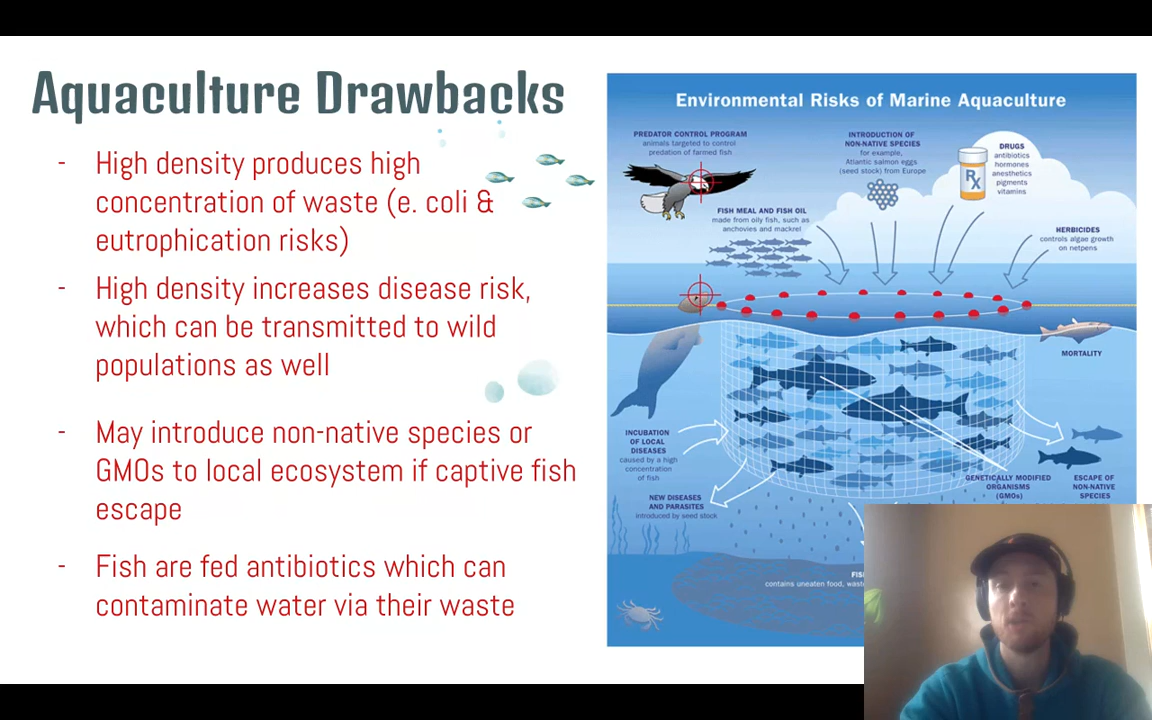 Aquaculture Drawbacks
- High density produces high
concentration of waste (e. coli &
eutrophication risks)
- High density increases disease risk,
which can be transmitted to wild
populations as well
- May introduce non-native species or
GMOs to local ecosystem if captive fish
escape
- Fish are fed antibiotics which can
contaminate water via their waste
Environmental Risks of Marine Aquaculture
PREDATOR CONTROL PROGRAM
animals targeted to control
predation of farmed fish
INTRODUCTION OF
NON-NATIVE SPECIES
for example,
Atlantic salmon eggs
(seed stock) from Europe
DRUGS
antibiotics
hormones
anesthetics
pigments
vitamins
Rx
FISH MEAL AND FISH OIL
made from oily fish, such as
anchovies and mackrel
HERBICIDES
controls algae growth
on netpens
MORTALITY
INCUBATION
OF LOCAL
DISEASES
caused by a high
concentration
of fish
NEW DISEASES
AND PARASITES
introduced by seed stock
GENETICALLY MODIFIED
ORGANISMS
(GMOs)
ESCAPE OF
NON-NATIVE
SPECIES
contains uneaten food,